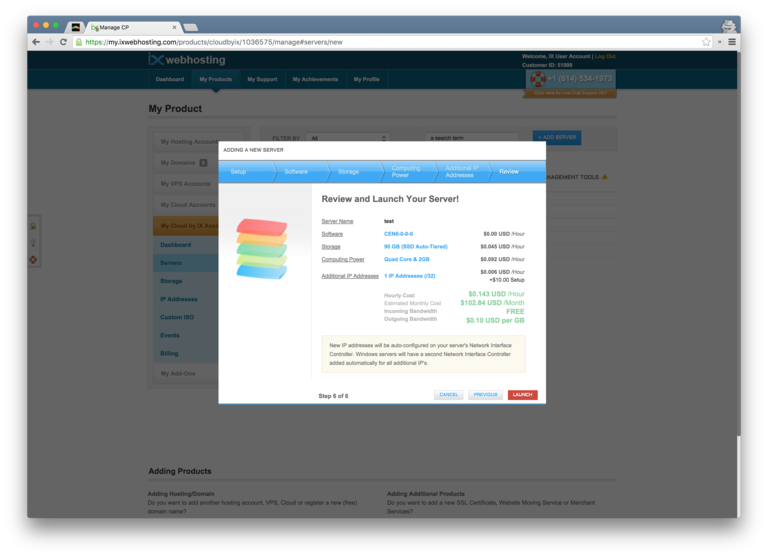 Manage CP
https://my.ixwebhosting.com/products/cloudbyix/1036575/manage#servers/new
ix webhosting
Welcome, IX User Account | Log Out
Customer ID: 51888
Dashboard
My Products
My Support
My Achievements
My Profile
+1 (614) 534-1973
My Product
My Hosting Account
My Domains
My VPS Accounts
My Cloud Accounts
My Cloud by IX
Dashboard
Servers
Storage
IP Addresses
Custom ISO
Events
Billing
My Add-Ons
FILTER BY
All
a search term
+ ADD SERVER
MANAGEMENT TOOLS
ADDING A NEW SERVER
Setup
Software
Storage
Computing
Power
Additional IP
Addresses
Review
Review and Launch Your Server!
Server Name test
Software CEN6-0-0-0 $0.00 USD /Hour
Storage 90 GB (SSD Auto-Tiered) $0.045 USD /Hour
Computing Power Quad Core & 2GB $0.092 USD /Hour
Additional IP Addresses 1 IP Addresses (/32) $0.006 USD /Hour
+$10.00 Setup
Hourly Cost $0.143 USD /Hour
Estimated Monthly Cost $102.84 USD /Month
Incoming Bandwidth FREE
Outgoing Bandwidth $0.10 USD per GB
New IP addresses will be auto-configured on your server's Network Interface
Controller. Windows servers will have a second Network Interface Controller
added automatically for all additional IP's.
Step 6 of 6
CANCEL
PREVIOUS
LAUNCH
Adding Products
Adding Hosting/Domain
Do you want to add another hosting account, VPS, Cloud or register a new (free)
domain name?
Adding Additional Products
Do you want to add a new SSL Certificate, Website Moving Service or Merchant
Services?